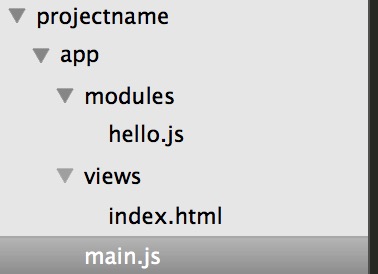 projectname
app
modules
hello.js
views
index.html
main.js